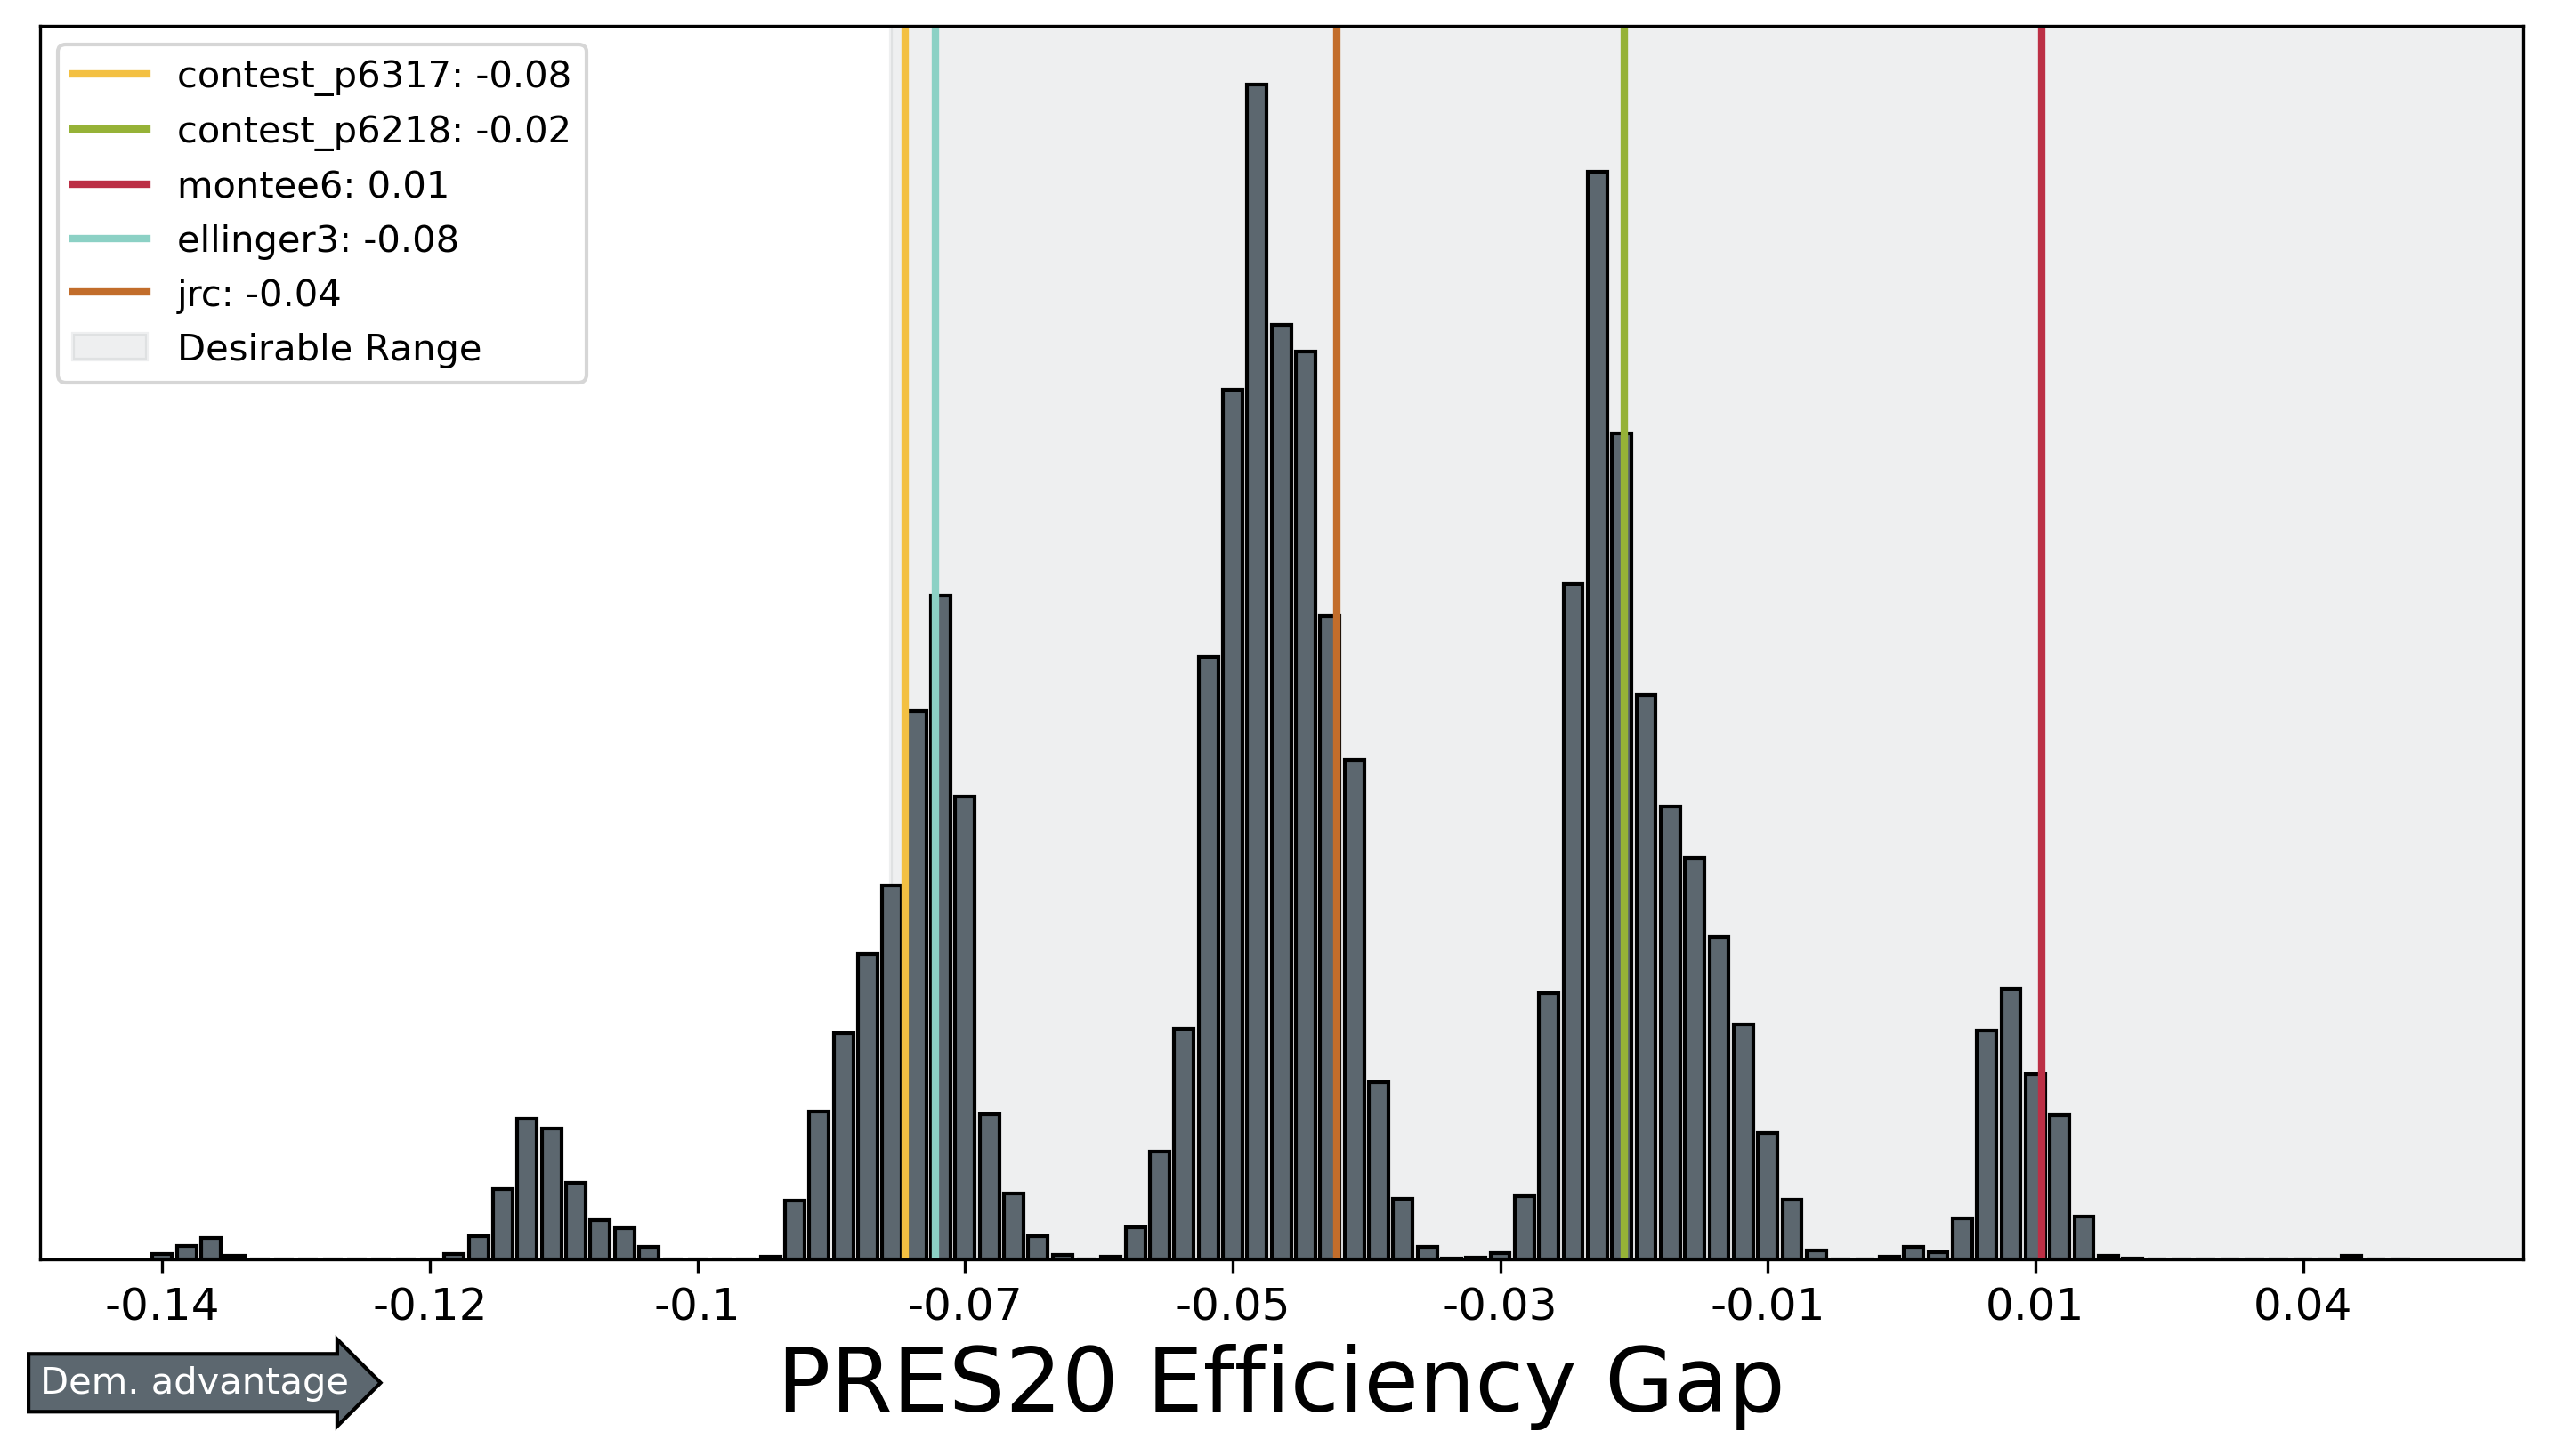 contest_p6317: -0.08
contest_p6218: -0.02
montee6: 0.01
ellinger3: -0.08
jrc: -0.04
Desirable Range
-0.14 -0.12 -0.1 -0.07 -0.05 -0.03 -0.01 0.01 0.04
Dem. advantage
PRES20 Efficiency Gap